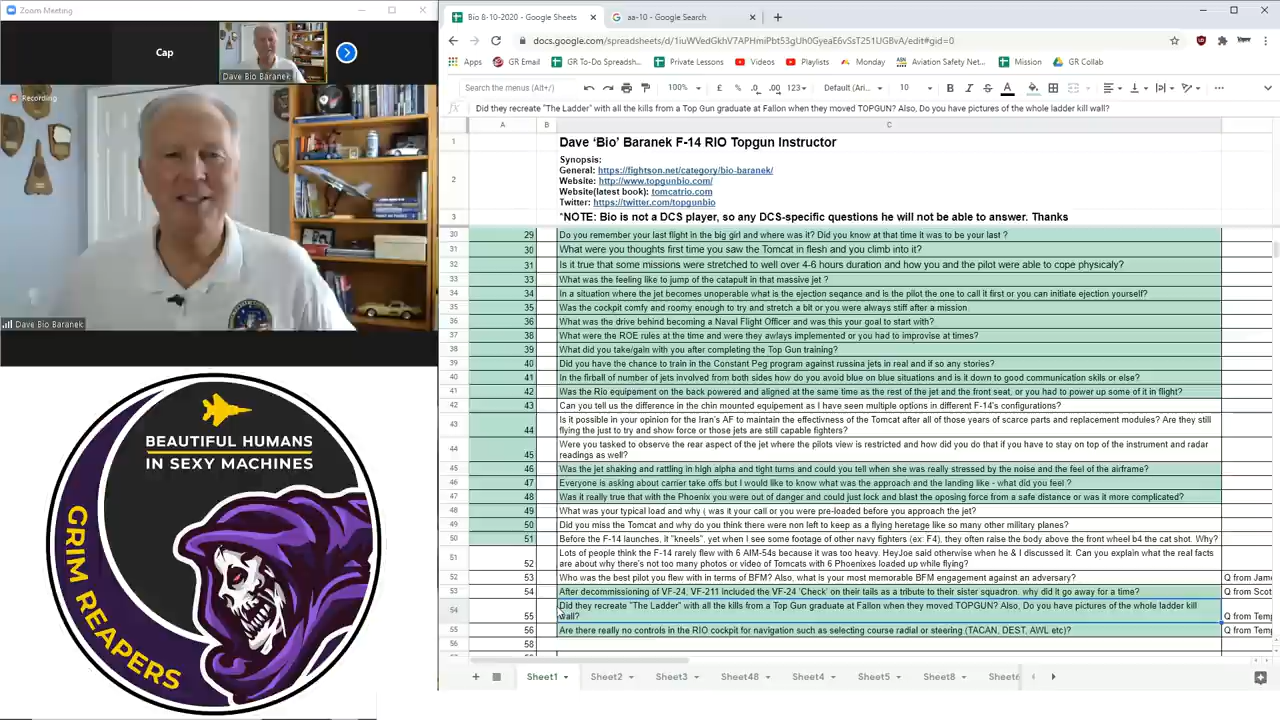 Zoom Meeting
Cap
Dave Bio Baranek
Recording
Dave Bio Baranek
BEAUTIFUL HUMANS
IN SEXY MACHINES
GRIM REAPERS
Bio 8-10-2020 - Google Sheets
aa-10 - Google Search
Apps
GR Email
GR To-Do Spreads...
Private Lessons
Videos
Playlists
Monday
Aviation Safety Net...
Mission
GR Collab
Search the menus (Alt+/)
100%
£ % .0 .00 123
Default (Ari...
10
B I S A
fx
Did they recreate "The Ladder" with all the kills from a Top Gun graduate at Fallon when they moved TOPGUN? Also, Do you have pictures of the whole ladder kill wall?
A B C
1 Dave ‘Bio’ Baranek F-14 RIO Topgun Instructor
2
Synopsis:
General: https://fightson.net/category/bio-baranek/
Website: http://www.topgunbio.com/
Website(latest book): tomcatrio.com
Twitter: https://twitter.com/topgunbio
3 *NOTE: Bio is not a DCS player, so any DCS-specific questions he will not be able to answer. Thanks
30 29 Do you remember your last flight in the big girl and where was it? Did you know at that time it was to be your last ?
31 30 What were you thoughts first time you saw the Tomcat in flesh and you climb into it?
32 31 Is it true that some missions were stretched to well over 4-6 hours duration and how you and the pilot were able to cope physicaly?
33 33 What was the feeling like to jump of the catapult in that massive jet ?
34 34 In a situation where the jet becomes unoperable what is the ejection seqance and is the pilot the one to call it first or you can initiate ejection yourself?
35 35 Was the cockpit comfy and roomy enough to try and stretch a bit or you were always stiff after a mission
36 36 What was the drive behind becoming a Naval Flight Officer and was this your goal to start with?
37 38 What were the ROE rules at the time and were they awlays implemented or you had to improvise at times?
38 39 What did you take/gain with you after completing the Top Gun training?
39 40 Did you have the chance to train in the Constant Peg program against russina jets in real and if so any stories?
40 41 In the firball of number of jets involved from both sides how do you avoid blue on blue situations and is it down to good communication skils or else?
41 42 Was the Rio equipement on the back powered and aligned at the same time as the rest of the jet and the front seat, or you had to power up some of it in flight?
42 43 Can you tell us the difference in the chin mounted equipement as I have seen multiple options in different F-14's configurations?
43 44 Is it possible in your opinion for the Iran's AF to maintain the effectivness of the Tomcat after all of those years of scarce parts and replacement modules? Are they still
flying the just to try and show force or those jets are still capable fighters?
44 45 Were you tasked to observe the rear aspect of the jet where the pilots view is restricted and how did you do that if you have to stay on top of the instrument and radar
readings as well?
45 46 Was the jet shaking and rattling in high alpha and tight turns and could you tell when she was really stressed by the noise and the feel of the airframe?
46 47 Everyone is asking about carrier take offs but I would like to know what was the approach and the landing like - what did you feel ?
47 48 Was it really true that with the Phoenix you were out of danger and could just lock and blast the oposing force from a safe distance or was it more complicated?
48 49 What was your typical load and why ( was it your call or you were pre-loaded before you approach the jet?
49 50 Did you miss the Tomcat and why do you think there we none left to keep as a flying heretage like so many other military planes?
50 51 Before the F-14 launches, it "kneels", yet when I see some footage of other navy fighters (ex: F4), they often raise the body above the front wheel b4 the cat shot. Why?
51 52 Lots of people think the F-14 rarely flew with 6 AIM-54s because it was too heavy. HeyJoe said otherwise when he & I discussed it. Can you explain what the real facts
are about why there's not too many photos or video of Tomcats with 6 Phoenixes loaded up while flying?
52 53 Who was the best pilot you flew with in terms of BFM? Also, what is your most memorable BFM engagement against an adversary? Q from Jame
53 54 After decommissioning of VF-24, VF-211 included the VF-24 'Check' on their tails as a tribute to their sister squadron. why did it go away for a time? Q from Scot
54 55 Did they recreate "The Ladder" with all the kills from a Top Gun graduate at Fallon when they moved TOPGUN? Also, Do you have pictures of the whole ladder kill
wall? Q from Temp
55 56 Are there really no controls in the RIO cockpit for navigation such as selecting course radial or steering (TACAN, DEST, AWL etc)? Q from Temp
56 58
Sheet1
Sheet2
Sheet3
Sheet48
Sheet4
Sheet5
Sheet8
Sheet6